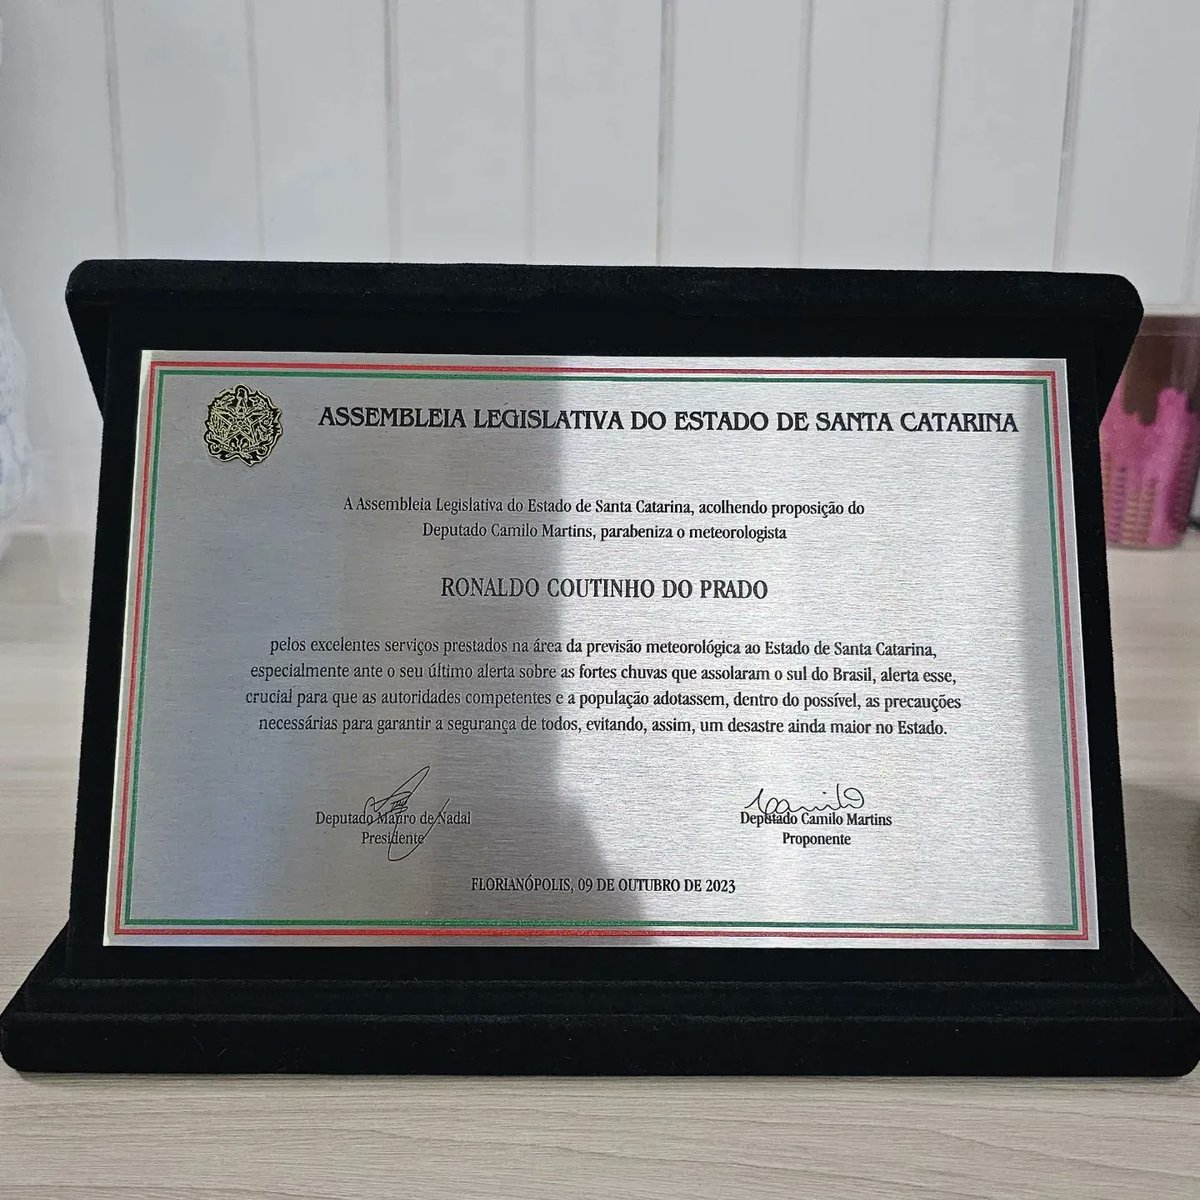 ASSEMBLEIA LEGISLATIVA DO ESTADO DE SANTA CATARINA
A Assembleia Legislativa do Estado de Santa Catarina, acolhendo proposição do
Deputado Camilo Martins, parabeniza o meteorologista
RONALDO COUTINHO DO PRADO
pelos excelentes serviços prestados na área da previsão meteorológica ao Estado de Santa Catarina,
especialmente ante o seu último alerta sobre as fortes chuvas que assolaram o sul do Brasil, alerta esse,
crucial para que as autoridades competentes e a população adotassem, dentro do possível, as precauções
necessárias para garantir a segurança de todos, evitando, assim, um desastre ainda maior no Estado.
Deputado Mauro de Nadal
Presidente
Camilo
Deputado Camilo Martins
Proponente
FLORIANÓPOLIS, 09 DE OUTUBRO DE 2023